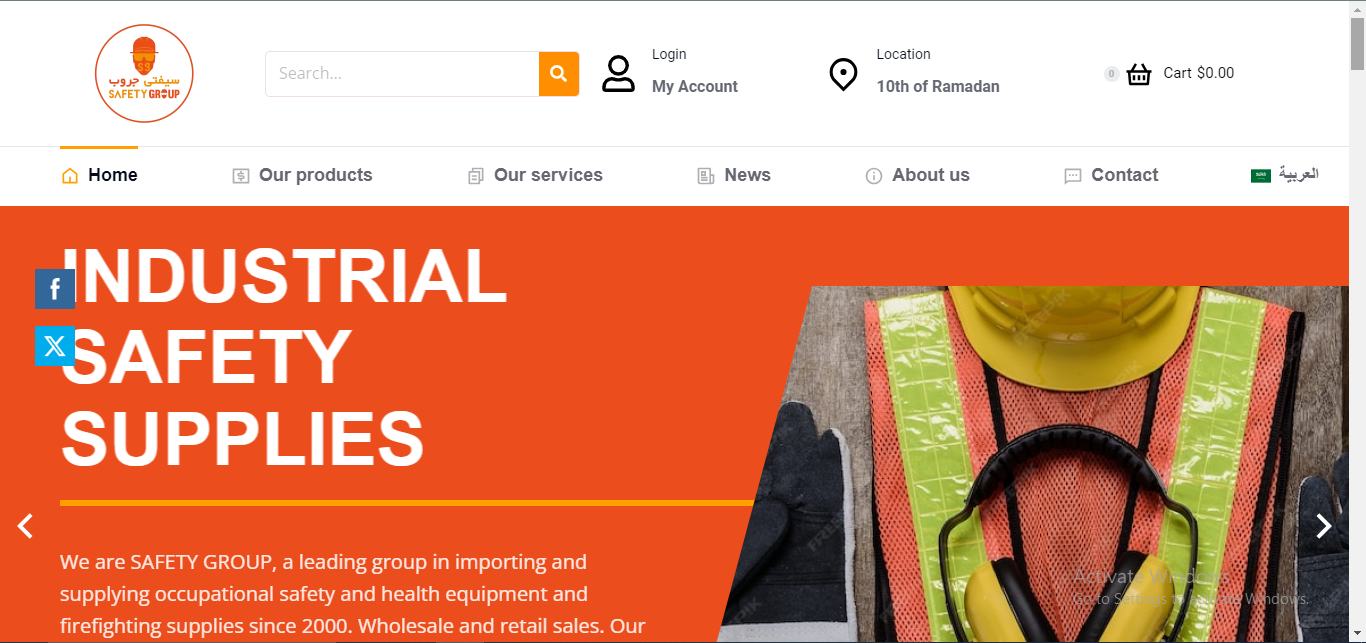 سيفتي جروب
SAFETY GROUP
Search...
Login
My Account
Location
10th of Ramadan
0
Cart $0.00
Home
Our products
Our services
News
About us
Contact
العربية
INDUSTRIAL
SAFETY
SUPPLIES
We are SAFETY GROUP, a leading group in importing and
supplying occupational safety and health equipment and
firefighting supplies since 2000. Wholesale and retail sales. Our
Activate Windows
Go to Settings to activate Windows.